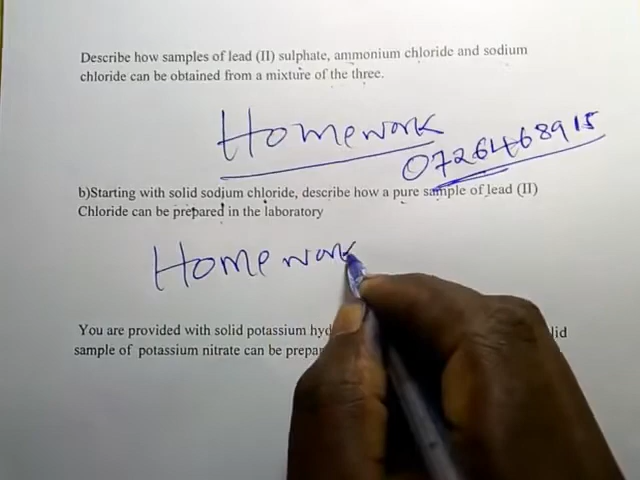 Describe how samples of lead (II) sulphate, ammonium chloride and sodium
chloride can be obtained from a mixture of the three.
Homework
0726468915
b)Starting with solid sodium chloride, describe how a pure sample of lead (II)
Chloride can be prepared in the laboratory
Homework
You are provided with solid potassium
sample of potassium nitrate can be